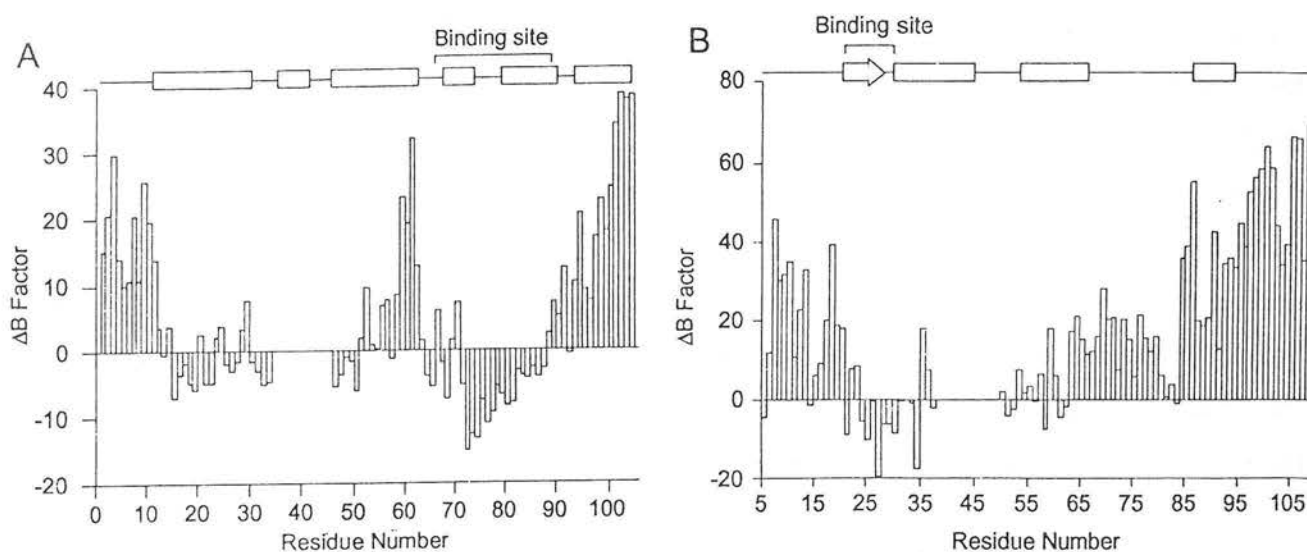 A
Binding site
40
30
20
10
0
-10
-20
ΔB Factor
0 10 20 30 40 50 60 70 80 90 100
Residue Number
B
Binding site
80
60
40
20
0
-20
ΔB Factor
5 15 25 35 45 55 65 75 85 95 105
Residue Number